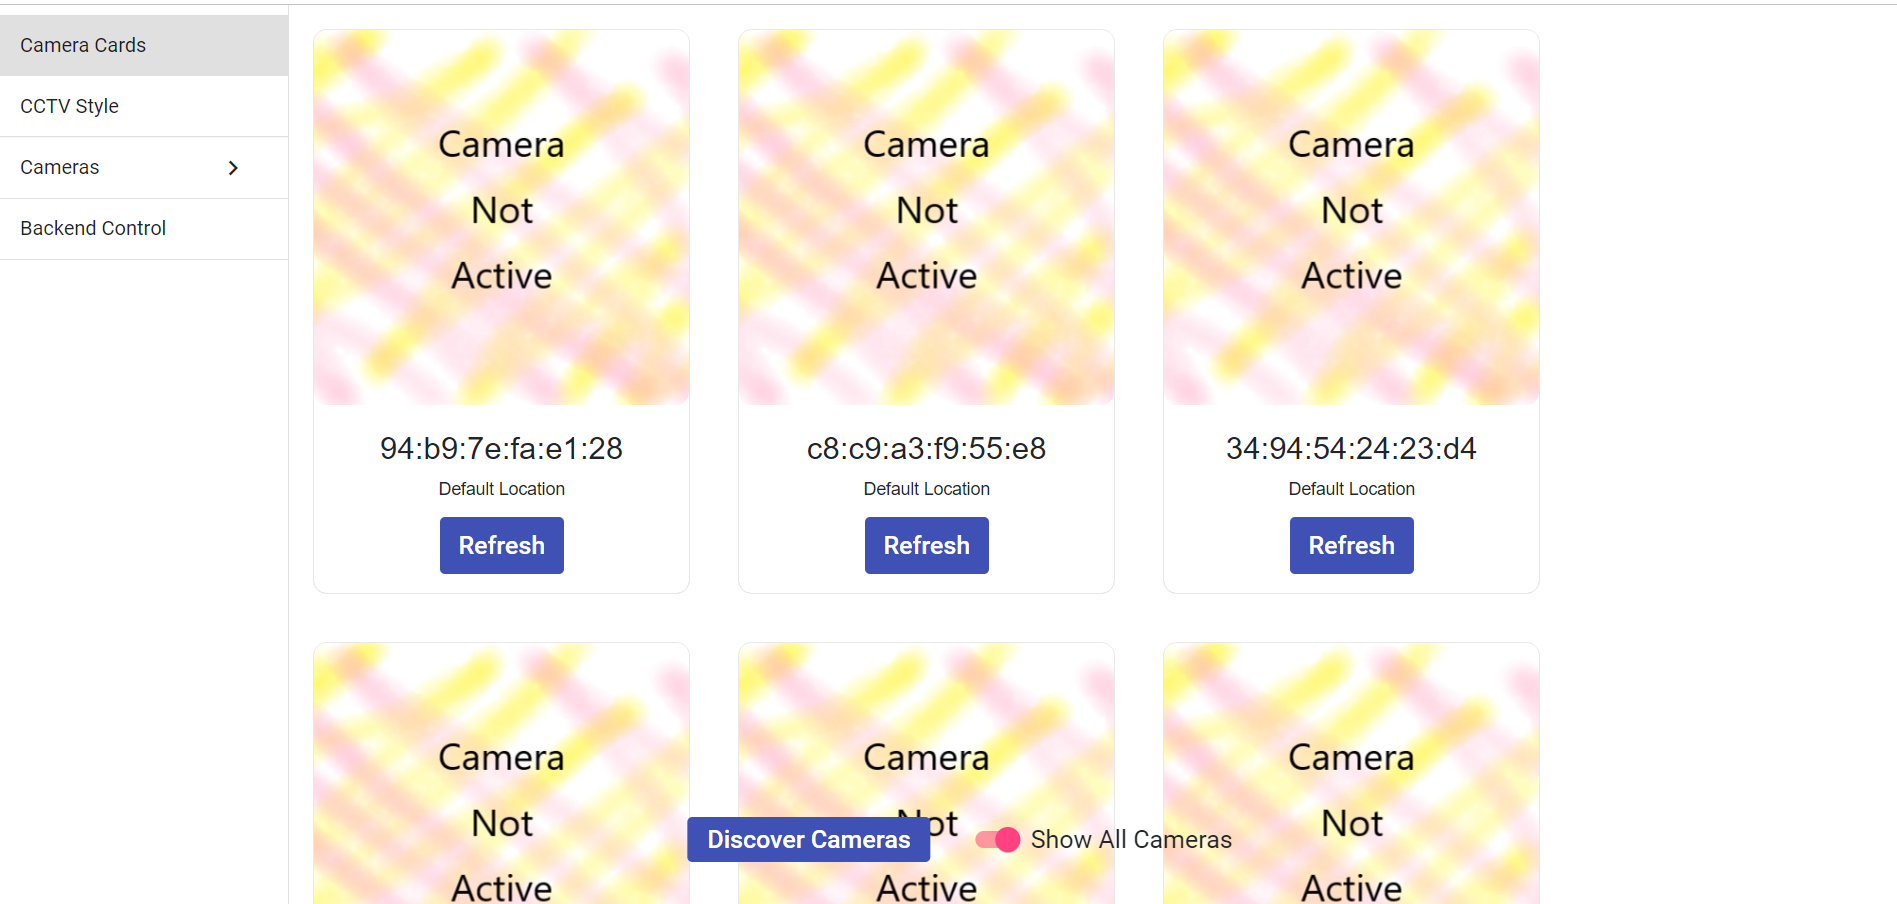 Camera Cards
CCTV Style
Cameras
Backend Control
Camera
Not
Active
94:b9:7e:fa:e1:28
Default Location
Refresh
Camera
Not
Active
c8:c9:a3:f9:55:e8
Default Location
Refresh
Camera
Not
Active
34:94:54:24:23:d4
Default Location
Refresh
Camera
Not
Active
Camera
Not
Active
Camera
Not
Active
Discover Cameras
Show All Cameras